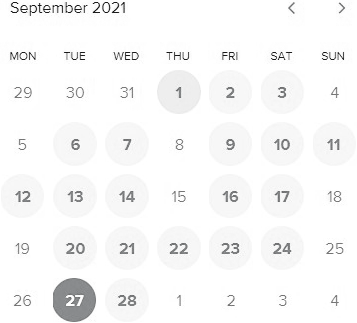 September 2021
MON TUE WED THU FRI SAT SUN
29 30 31 1 2 3 4
5 6 7 8 9 10 11
12 13 14 15 16 17 18
19 20 21 22 23 24 25
26 27 28 1 2 3 4